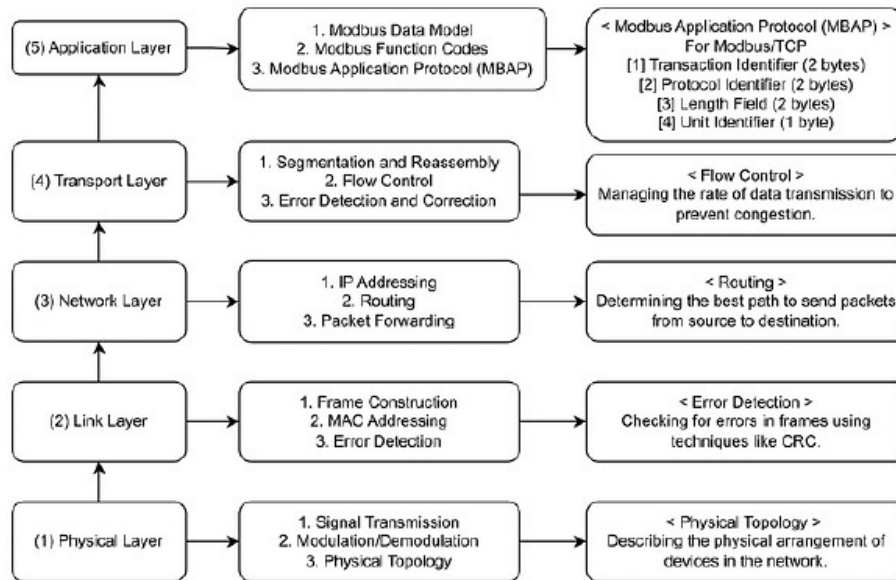 (5) Application Layer
1. Modbus Data Model
2. Modbus Function Codes
3. Modbus Application Protocol (MBAP)
< Modbus Application Protocol (MBAP) >
For Modbus/TCP
[1] Transaction Identifier (2 bytes)
[2] Protocol Identifier (2 bytes)
[3] Length Field (2 bytes)
[4] Unit Identifier (1 byte)
(4) Transport Layer
1. Segmentation and Reassembly
2. Flow Control
3. Error Detection and Correction
< Flow Control >
Managing the rate of data transmission to
prevent congestion.
(3) Network Layer
1. IP Addressing
2. Routing
3. Packet Forwarding
< Routing >
Determining the best path to send packets
from source to destination.
(2) Link Layer
1. Frame Construction
2. MAC Addressing
3. Error Detection
< Error Detection >
Checking for errors in frames using
techniques like CRC.
(1) Physical Layer
1. Signal Transmission
2. Modulation/Demodulation
3. Physical Topology
< Physical Topology >
Describing the physical arrangement of
devices in the network.